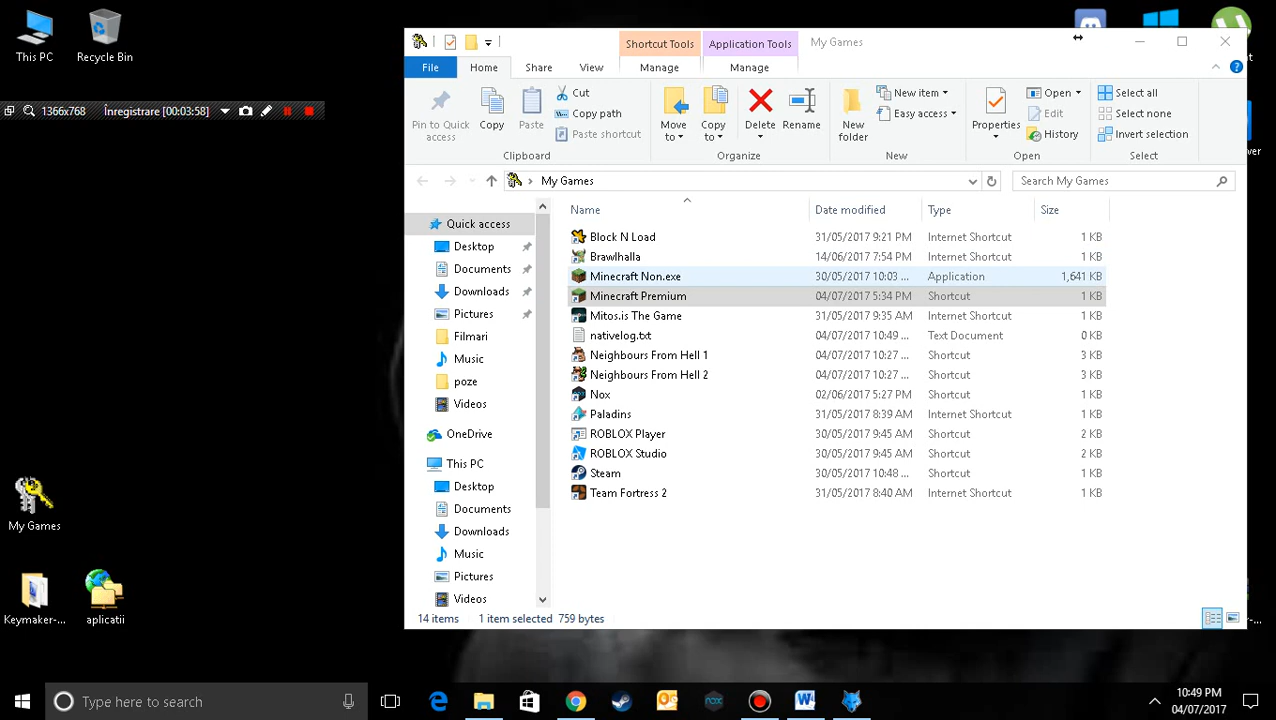 This PC
Recycle Bin
1366x768 Înregistrare [00:03:58]
Shortcut Tools Application Tools My Games
File Home Share View Manage Manage
Pin to Quick access
Copy
Paste
Cut
Copy path
Paste shortcut
Clipboard
Move to
Copy to
Delete
Rename
Organize
New folder
New item
Easy access
New
Properties
Open
Edit
History
Open
Select all
Select none
Invert selection
Select
My Games
Search My Games
Name Date modified Type Size
Quick access
Desktop
Documents
Downloads
Pictures
Filmari
Music
poze
Videos
OneDrive
This PC
Desktop
Documents
Downloads
Music
Pictures
Videos
Block N Load 31/05/2017 9:21 PM Internet Shortcut 1 KB
Brawlhalla 14/06/2017 7:54 PM Internet Shortcut 1 KB
Minecraft Non.exe 30/05/2017 10:03 ... Application 1,641 KB
Minecraft Premium 04/07/2017 5:34 PM Shortcut 1 KB
Mitos.is The Game 31/05/2017 8:35 AM Internet Shortcut 1 KB
nativelog.txt 04/07/2017 10:49 ... Text Document 0 KB
Neighbours From Hell 1 04/07/2017 10:27 ... Shortcut 3 KB
Neighbours From Hell 2 04/07/2017 10:27 ... Shortcut 3 KB
Nox 02/06/2017 5:27 PM Shortcut 1 KB
Paladins 31/05/2017 8:39 AM Internet Shortcut 1 KB
ROBLOX Player 30/05/2017 9:45 AM Shortcut 2 KB
ROBLOX Studio 30/05/2017 9:45 AM Shortcut 2 KB
Steam 30/05/2017 10:48 ... Shortcut 1 KB
Team Fortress 2 31/05/2017 8:40 AM Internet Shortcut 1 KB
14 items 1 item selected 759 bytes
My Games
Keymaker-...
aplicatii
Type here to search
10:49 PM
04/07/2017